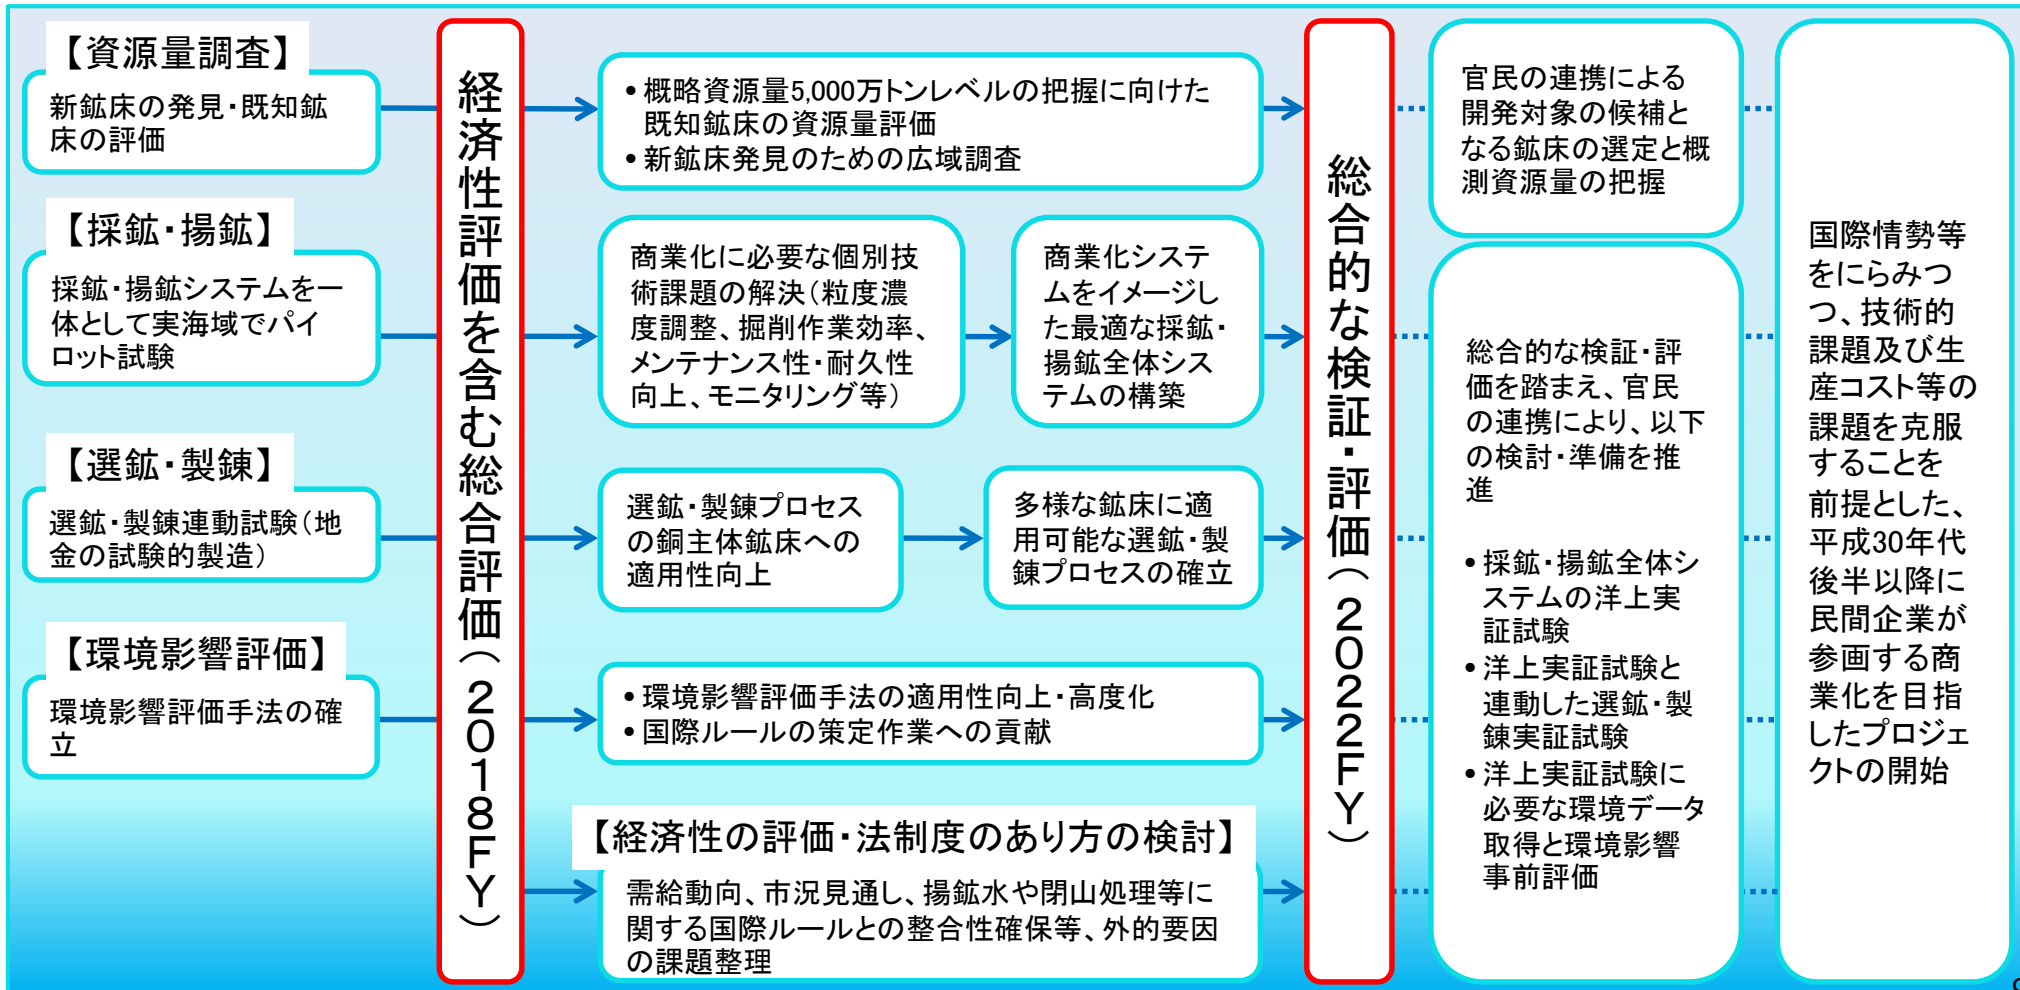 【資源量調査】
新鉱床の発見・既知鉱
床の評価
【採鉱・揚鉱】
採鉱・揚鉱システムを一
体として実海域でパイ
ロット試験
【選鉱・製錬】
選鉱・製錬連動試験（地
金の試験的製造）
【環境影響評価】
環境影響評価手法の確
立
経済性評価を含む総合評価（２０１８ＦＹ）
•概略資源量5,000万トンレベルの把握に向けた
既知鉱床の資源量評価
•新鉱床発見のための広域調査
商業化に必要な個別技
術課題の解決（粒度濃
度調整、掘削作業効率、
メンテナンス性・耐久性
向上、モニタリング等）
商業化システ
ムをイメージし
た最適な採鉱・
揚鉱全体シス
テムの構築
選鉱・製錬プロセス
の銅主体鉱床への
適用性向上
多様な鉱床に適
用可能な選鉱・製
錬プロセスの確立
•環境影響評価手法の適用性向上・高度化
•国際ルールの策定作業への貢献
【経済性の評価・法制度のあり方の検討】
需給動向、市況見通し、揚鉱水や閉山処理等に
関する国際ルールとの整合性確保等、外的要因
の課題整理
総合的な検証・評価（２０２２ＦＹ）
官民の連携による
開発対象の候補と
なる鉱床の選定と概
測資源量の把握
総合的な検証・評
価を踏まえ、官民
の連携により、以下
の検討・準備を推
進
•採鉱・揚鉱全体シ
ステムの洋上実
証試験
•洋上実証試験と
連動した選鉱・製
錬実証試験
•洋上実証試験に
必要な環境データ
取得と環境影響
事前評価
国際情勢等
をにらみつ
つ、技術的
課題及び生
産コスト等の
課題を克服
することを
前提とした、
平成30年代
後半以降に
民間企業が
参画する商
業化を目指
したプロジェ
クトの開始